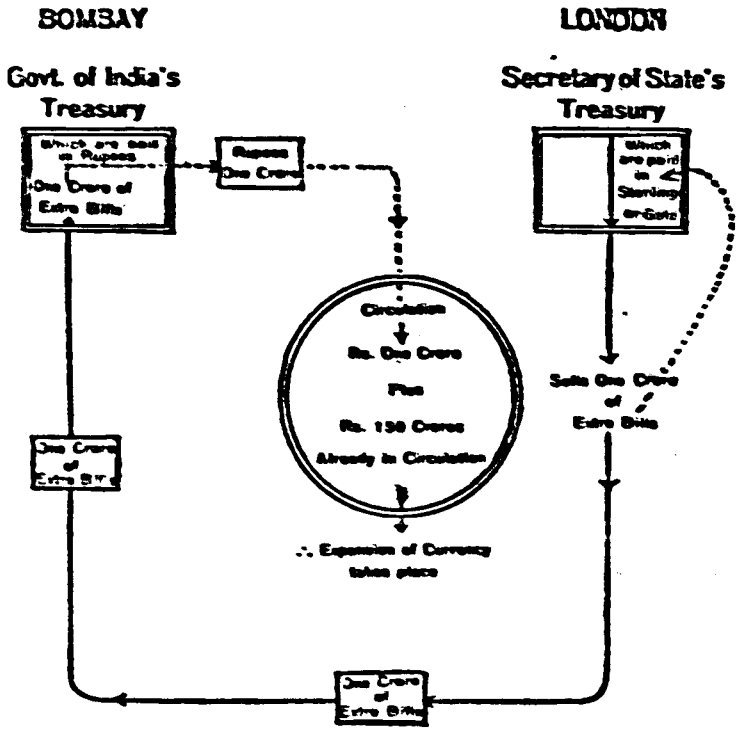 BOMBAY
LONDON
Govt. of India's
Treasury
Secretary of State's
Treasury
Which are paid
in Rupees
One Crore of
Extra Bills
Rupees
One Crore
Which
are paid
in
Sterling
or Gold
Circulation
Rs. One Crore
Plus
Rs. 150 Crores
Already in Circulation
∴ Expansion of Currency
takes place
Sells One Crore
of
Extra Bills
One Crore
of
Extra Bills
One Crore
of
Extra Bills